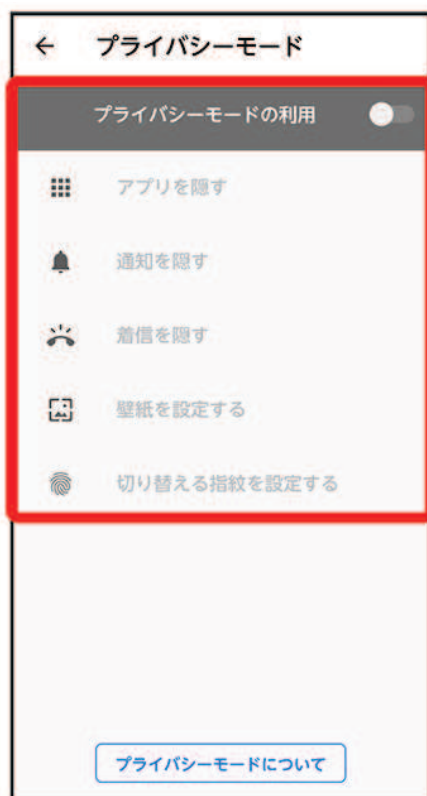 プライバシーモード
プライバシーモードの利用
アプリを隠す
通知を隠す
着信を隠す
壁紙を設定する
切り替える指紋を設定する
プライバシーモードについて